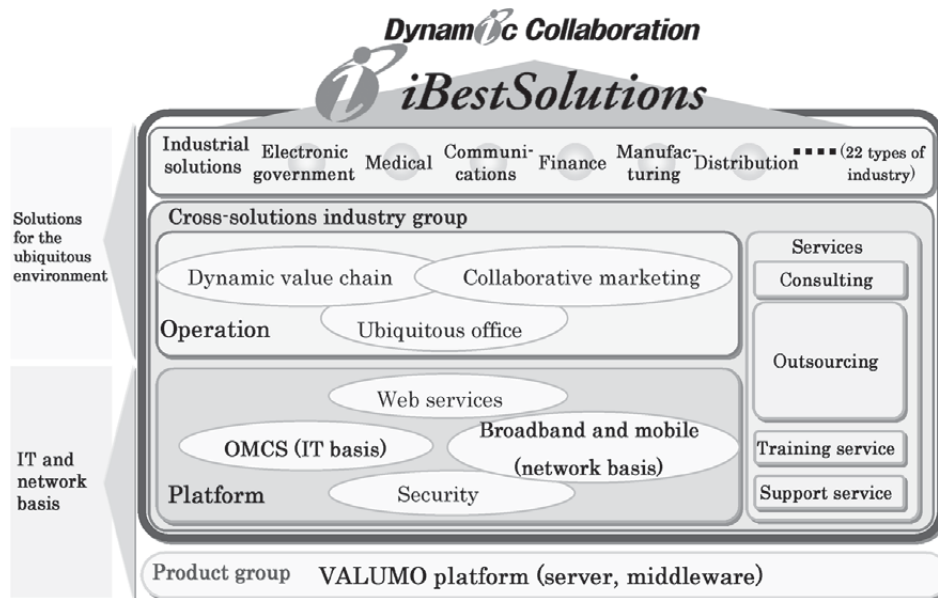 Dynamic Collaboration
iBestSolutions
Industrial
solutions
Electronic
government
Medical
Communi-
cations
Finance
Manufac-
turing
Distribution
(22 types of
industry)
Solutions
for the
ubiquitous
environment
Cross-solutions industry group
Dynamic value chain
Collaborative marketing
Operation
Ubiquitous office
Services
Consulting
Outsourcing
Training service
Support service
IT and
network
basis
Web services
OMCS (IT basis)
Broadband and mobile
(network basis)
Platform
Security
Product group
VALUMO platform (server, middleware)